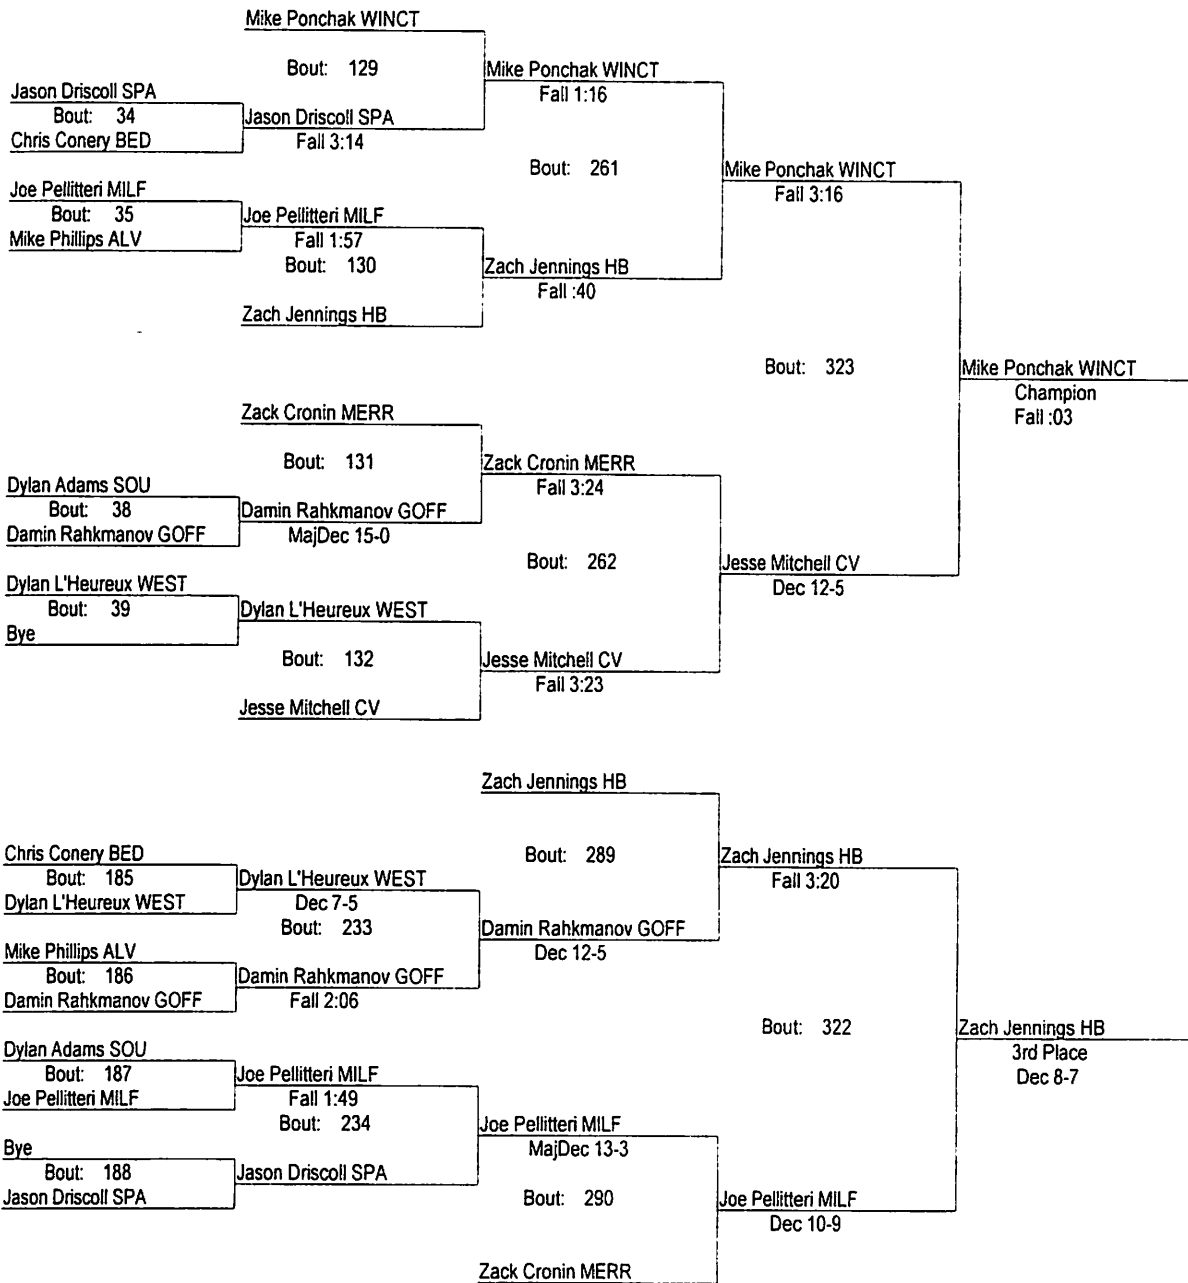 Mike Ponchak WINCT
Bout: 129
Mike Ponchak WINCT
Fall 1:16
Jason Driscoll SPA
Bout: 34
Chris Conery BED
Jason Driscoll SPA
Fall 3:14
Bout: 261
Mike Ponchak WINCT
Fall 3:16
Joe Pellitteri MILF
Bout: 35
Mike Phillips ALV
Joe Pellitteri MILF
Fall 1:57
Bout: 130
Zach Jennings HB
Fall :40
Zach Jennings HB
Bout: 323
Mike Ponchak WINCT
Champion
Fall :03
Zack Cronin MERR
Bout: 131
Zack Cronin MERR
Fall 3:24
Dylan Adams SOU
Bout: 38
Damin Rahkmanov GOFF
Damin Rahkmanov GOFF
MajDec 15-0
Bout: 262
Jesse Mitchell CV
Dec 12-5
Dylan L'Heureux WEST
Bout: 39
Bye
Dylan L'Heureux WEST
Bout: 132
Jesse Mitchell CV
Fall 3:23
Jesse Mitchell CV
Zach Jennings HB
Bout: 289
Zach Jennings HB
Fall 3:20
Chris Conery BED
Bout: 185
Dylan L'Heureux WEST
Dylan L'Heureux WEST
Dec 7-5
Bout: 233
Damin Rahkmanov GOFF
Dec 12-5
Mike Phillips ALV
Bout: 186
Damin Rahkmanov GOFF
Damin Rahkmanov GOFF
Fall 2:06
Bout: 322
Zach Jennings HB
3rd Place
Dec 8-7
Dylan Adams SOU
Bout: 187
Joe Pellitteri MILF
Joe Pellitteri MILF
Fall 1:49
Bout: 234
Joe Pellitteri MILF
MajDec 13-3
Bye
Bout: 188
Jason Driscoll SPA
Jason Driscoll SPA
Bout: 290
Joe Pellitteri MILF
Dec 10-9
Zack Cronin MERR